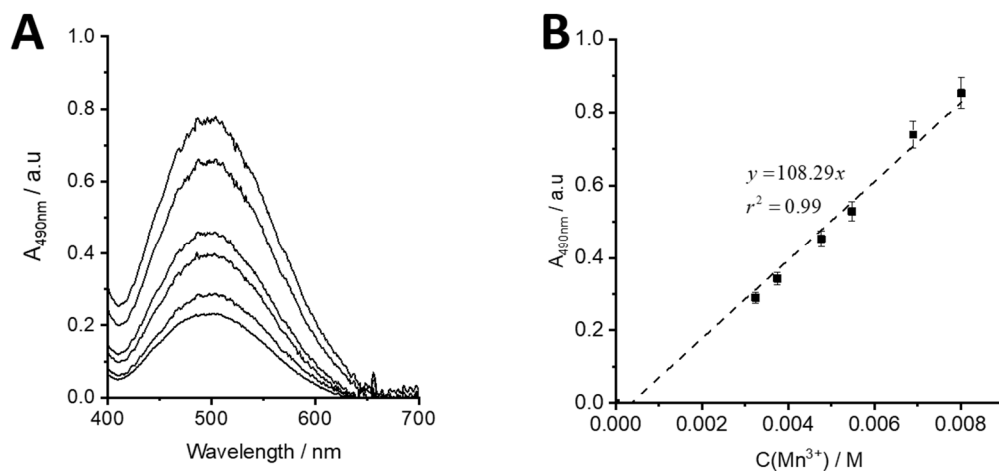 A
1.0
0.8
0.6
0.4
0.2
0.0
400
500
600
700
A490nm / a.u
Wavelength / nm
B
1.0
0.8
0.6
0.4
0.2
0.0
0.000
0.002
0.004
0.006
0.008
A490nm / a.u
C(Mn³⁺) / M
y = 108.29x
r² = 0.99